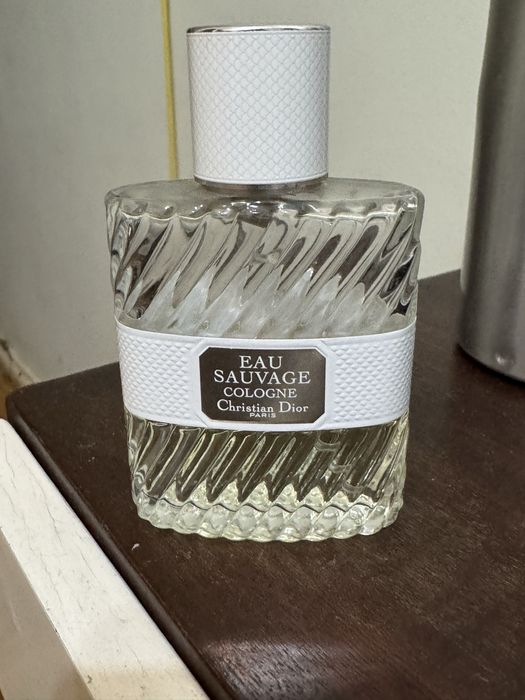 EAU
SAUVAGE
COLOGNE
Christian Dior
PARIS